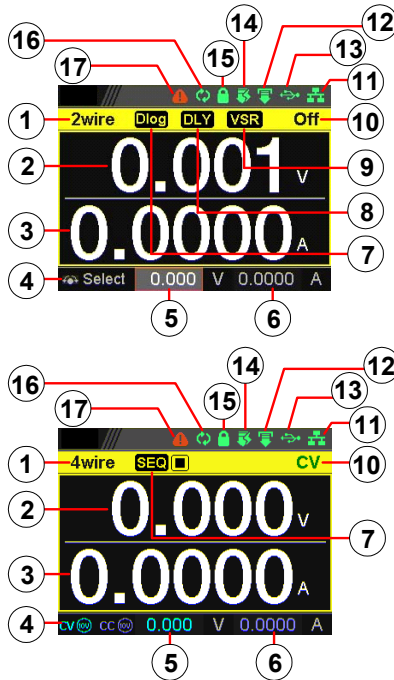 14
12
16
15
13
17
11
1
2wire
Dlog
DLY
VSR
Off
10
2
0.001 V
9
8
3
0.0000 A
7
4
Select
0.000 V
0.0000 A
5
6
14
12
16
15
13
17
11
1
4wire
SEQ
CV
10
2
0.000 V
7
3
0.0000 A
4
CV 10V
CC 10V
0.000 V
0.0000 A
5
6